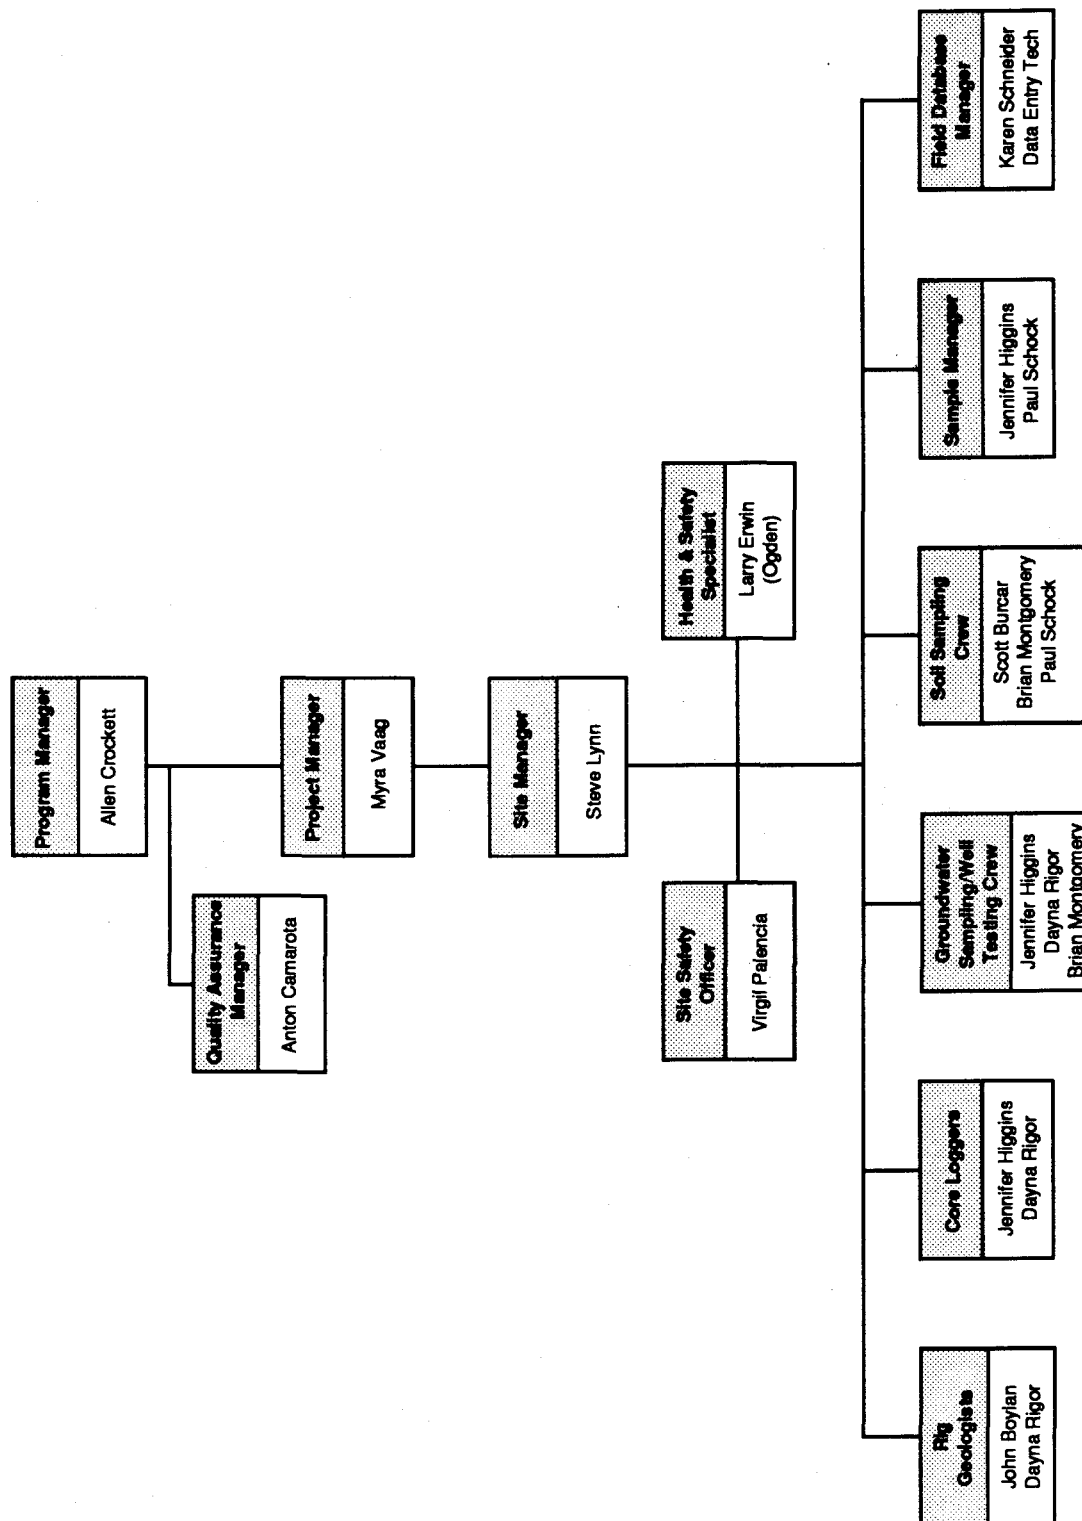 Program Manager
Allen Crockett
Quality Assurance
Manager
Anton Camarota
Project Manager
Myra Vaag
Site Manager
Steve Lynn
Site Safety
Officer
Virgil Palencia
Health & Safety
Specialist
Larry Erwin
(Ogden)
Rig
Geologists
John Boylan
Dayna Rigor
Core Loggers
Jennifer Higgins
Dayna Rigor
Groundwater
Sampling/Well
Testing Crew
Jennifer Higgins
Dayna Rigor
Brian Montgomery
Soil Sampling
Crew
Scott Burcar
Brian Montgomery
Paul Schock
Sample Manager
Jennifer Higgins
Paul Schock
Field Database
Manager
Karen Schneider
Data Entry Tech